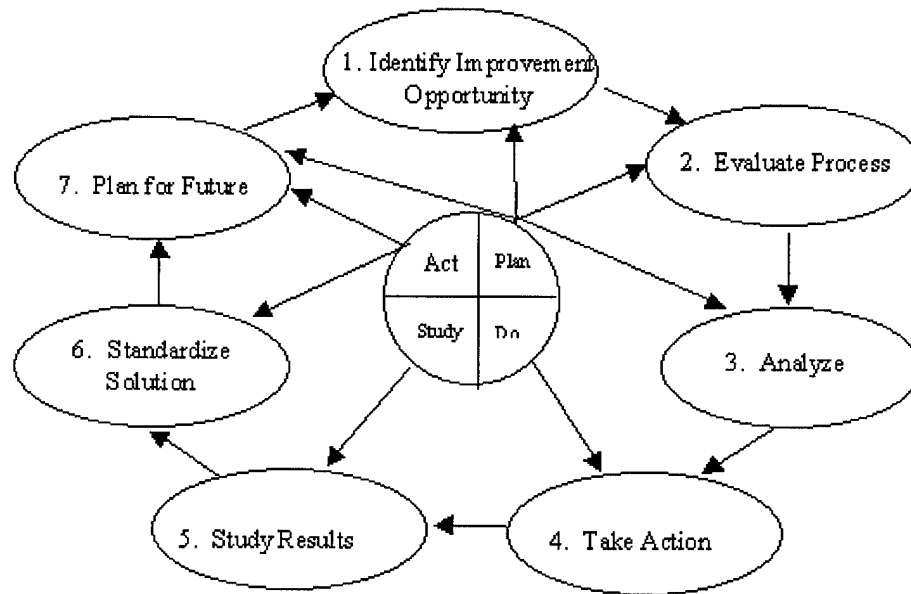 1. Identify Improvement
Opportunity
2. Evaluate Process
3. Analyze
4. Take Action
5. Study Results
6. Standardize
Solution
7. Plan for Future
Act
Plan
Study
Do